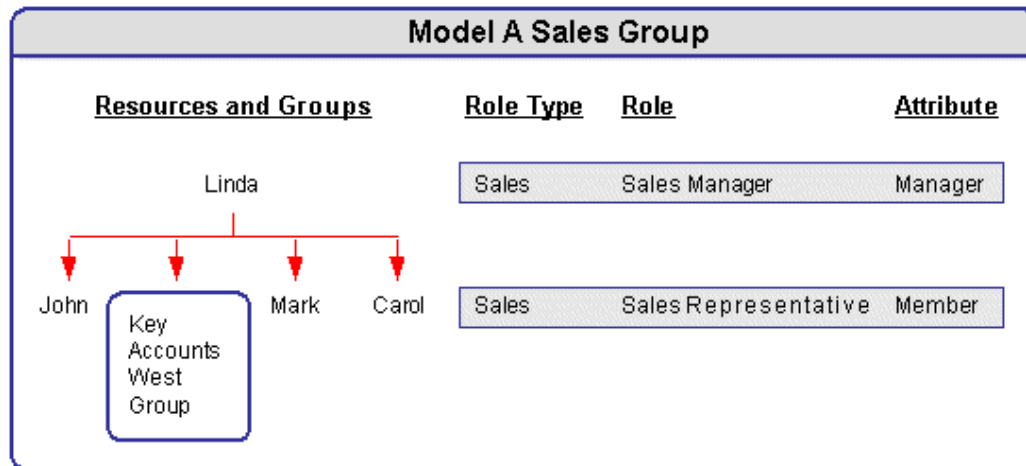 Model A Sales Group
Resources and Groups Role Type Role Attribute
Linda Sales Sales Manager Manager
John Mark Carol Sales Sales Representative Member
Key
Accounts
West
Group